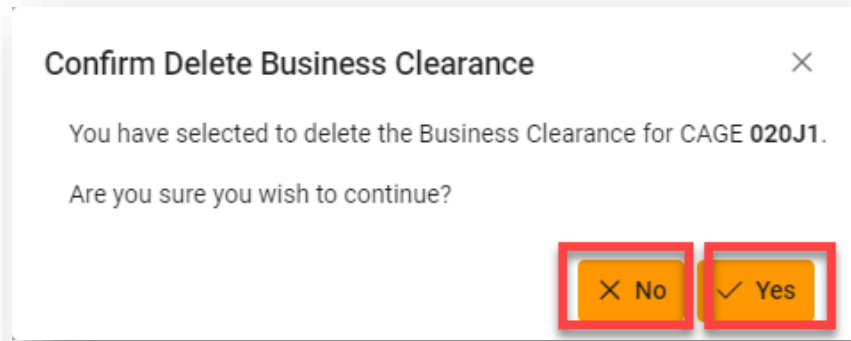 Confirm Delete Business Clearance
You have selected to delete the Business Clearance for CAGE 020J1.
Are you sure you wish to continue?
No Yes